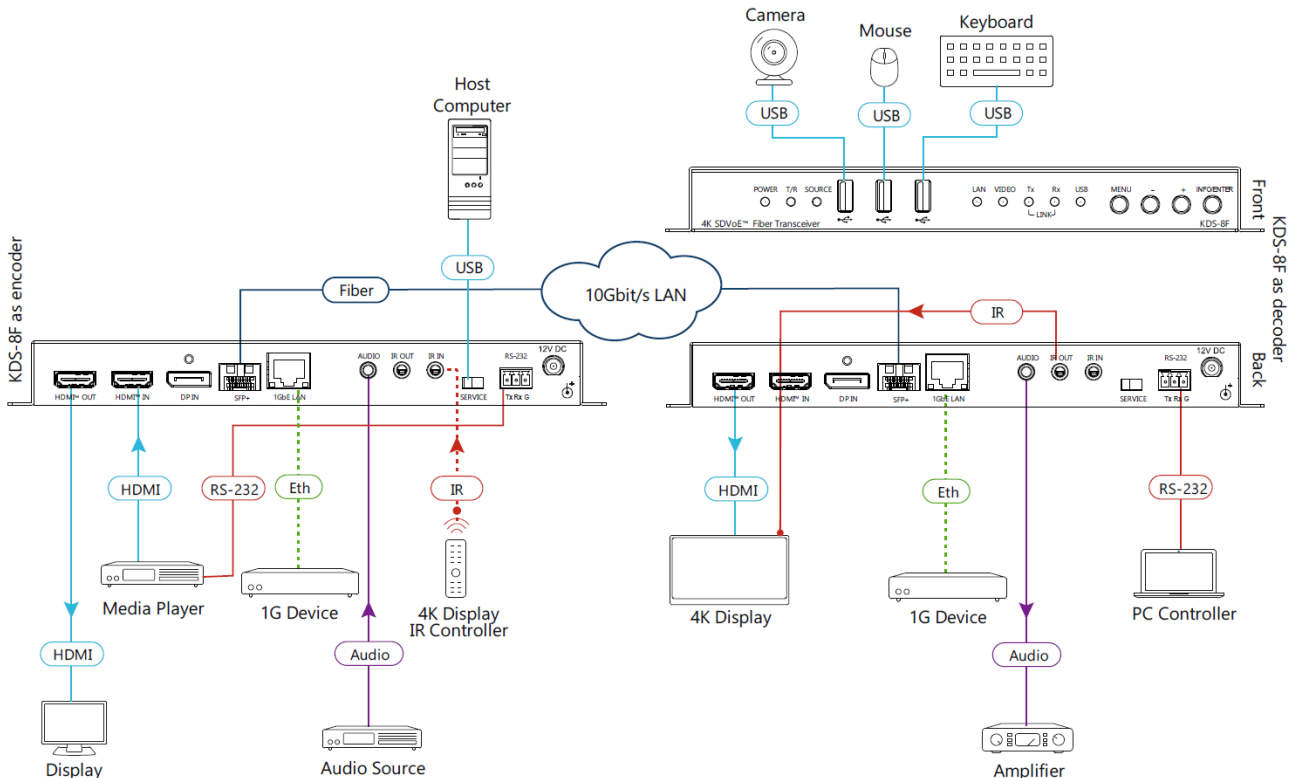 Camera
Mouse
Keyboard
USB
USB
USB
Host
Computer
USB
POWER T/R SOURCE
LAN VIDEO Tx Rx USB
LINK
MENU - + INFO/ENTER
4K SDVoE™ Fiber Transceiver
KDS-8F
Front
KDS-8F as decoder
Back
KDS-8F as encoder
Fiber
10Gbit/s LAN
IR
AUDIO IR OUT IR IN RS-232 12V DC
HDMI™ OUT HDMI™ IN DP IN SFP+ 1GbE LAN SERVICE Tx Rx G
AUDIO IR OUT IR IN RS-232 12V DC
HDMI™ OUT HDMI™ IN DP IN SFP+ 1GbE LAN SERVICE Tx Rx G
HDMI
RS-232
Eth
IR
HDMI
Eth
RS-232
Media Player
1G Device
4K Display
IR Controller
4K Display
1G Device
PC Controller
HDMI
Audio
Audio
Display
Audio Source
Amplifier